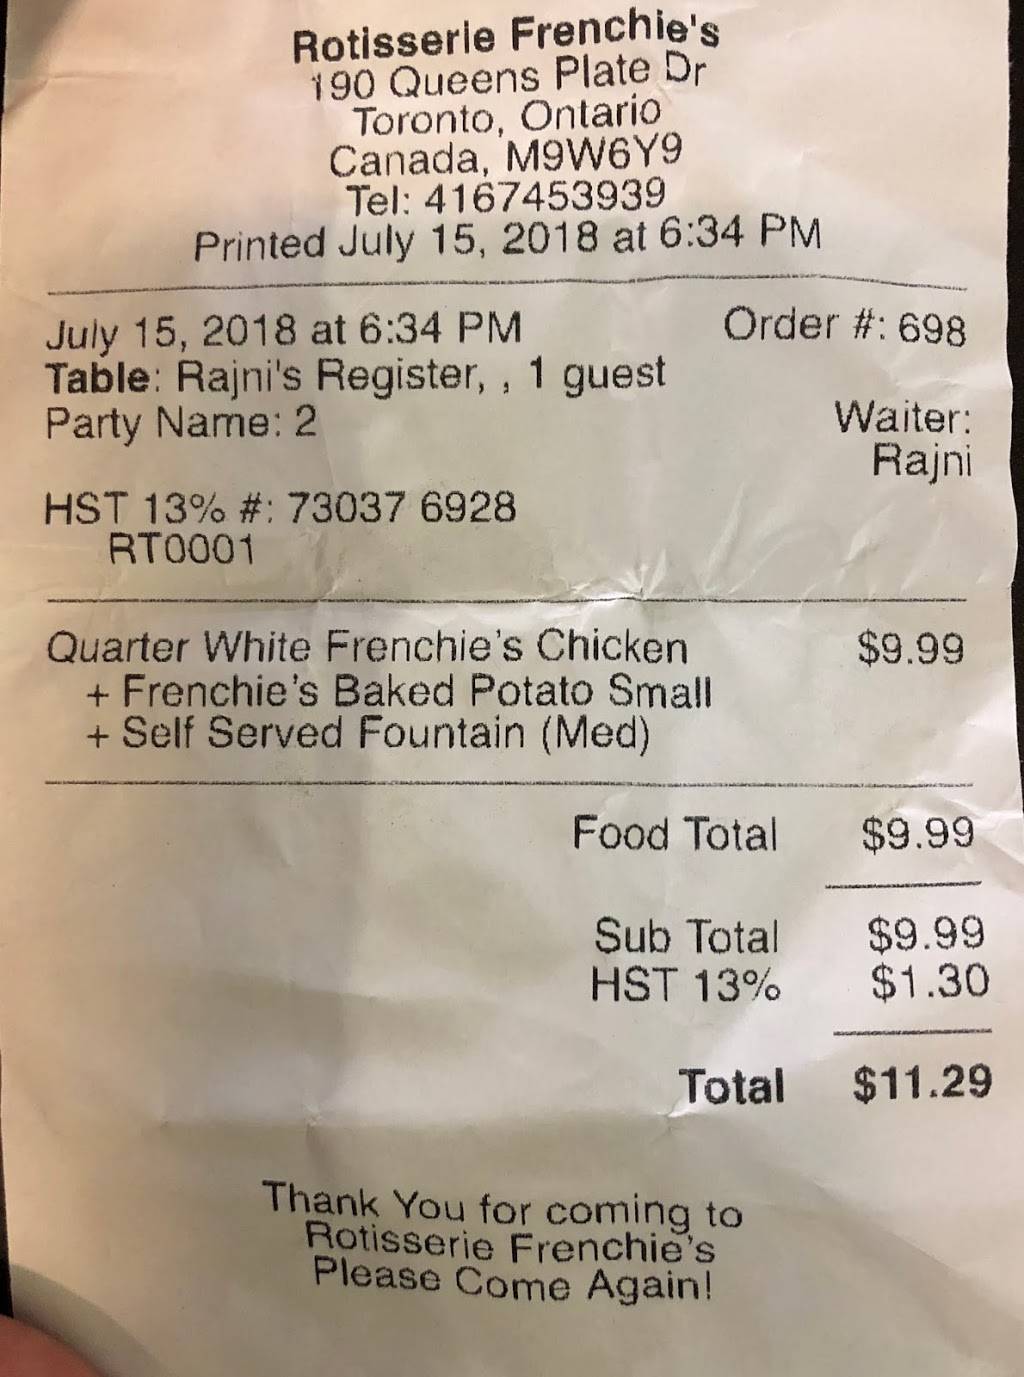 Rotisserie Frenchie's
190 Queens Plate Dr
Toronto, Ontario
Canada, M9W6Y9
Tel: 4167453939
Printed July 15, 2018 at 6:34 PM
July 15, 2018 at 6:34 PM Order #: 698
Table: Rajni's Register, , 1 guest
Party Name: 2 Waiter:
Rajni
HST 13% #: 73037 6928
RT0001
Quarter White Frenchie's Chicken $9.99
+ Frenchie's Baked Potato Small
+ Self Served Fountain (Med)
Food Total $9.99
Sub Total $9.99
HST 13% $1.30
Total $11.29
Thank You for coming to
Rotisserie Frenchie's
Please Come Again!